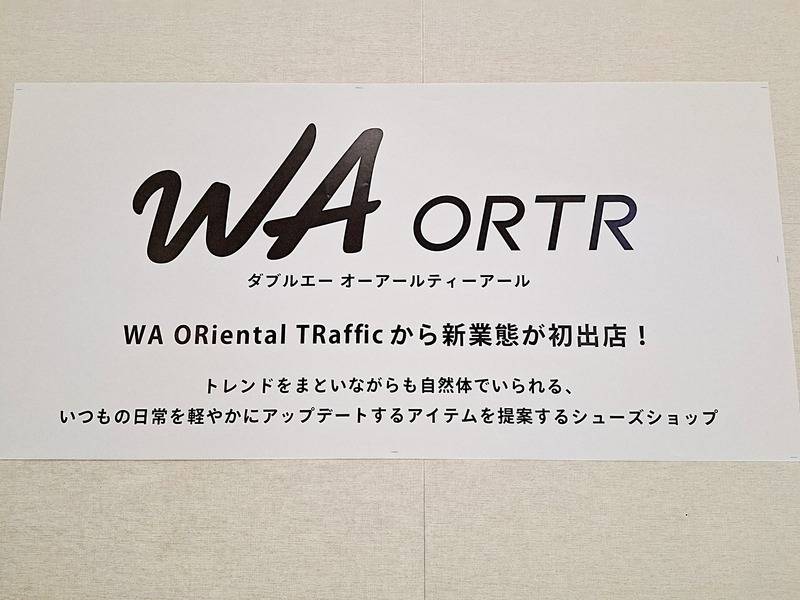 WA ORTR
ダブルエー オーアールティーアール
WA ORiental TRafficから新業態が初出店！
トレンドをまといながらも自然体でいられる、
いつもの日常を軽やかにアップデートするアイテムを提案するシューズショップ